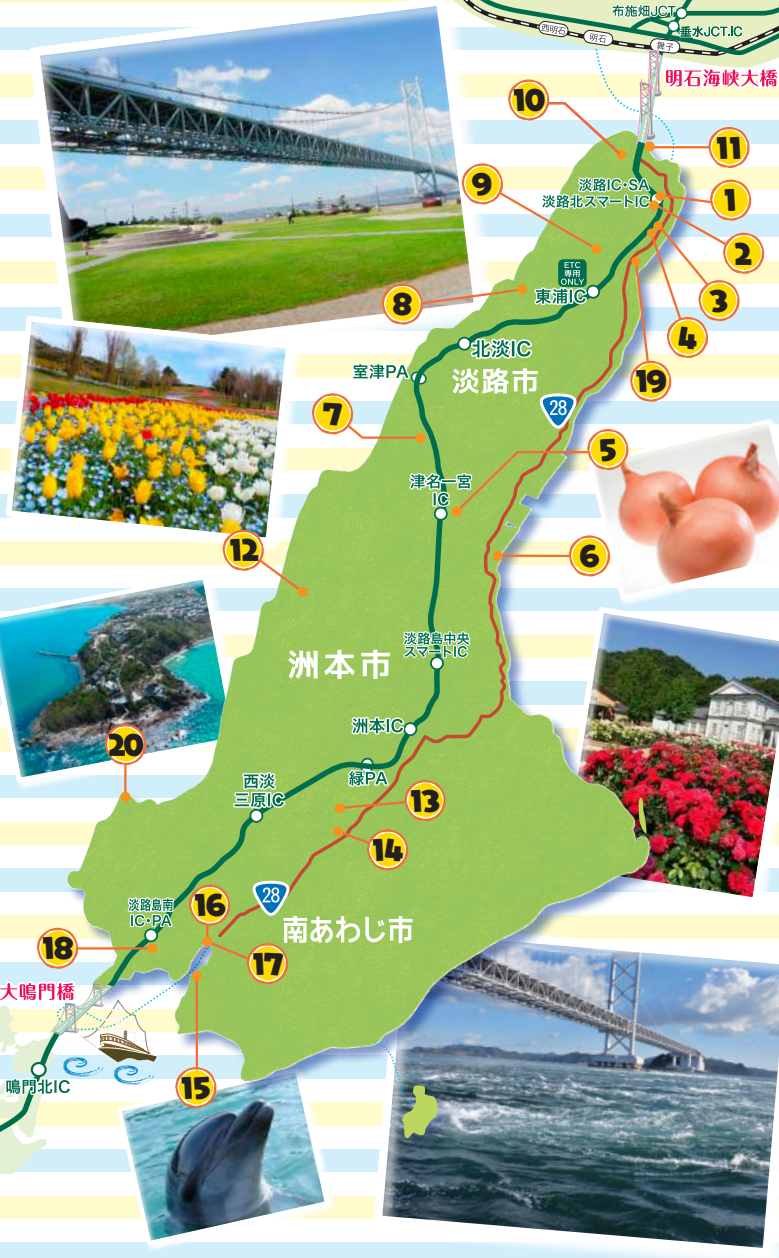 布施畑JCT
垂水JCT.IC
西明石
明石
舞子
明石海峡大橋
10
11
9
淡路IC・SA
淡路北スマートIC
1
2
ETC
専用
ONLY
東浦IC
8
3
4
北淡IC
室津PA
淡路市
19
28
7
5
津名一宮
IC
12
6
淡路島中央
スマートIC
洲本市
洲本IC
20
緑PA
西淡
三原IC
13
14
28
16
淡路島南
IC・PA
南あわじ市
18
17
大鳴門橋
15
鳴門北IC